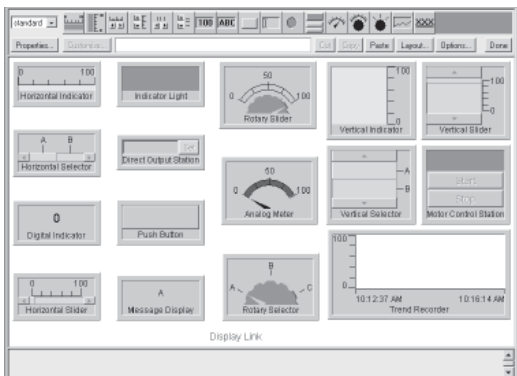 standard
100 ABC XXX
Properties... Customize... Cut Copy Paste Layout... Options... Done
0 100
Horizontal Indicator
Indicator Light
50
0 100
Rotary Slider
100
0
Vertical Indicator
100
0
Vertical Slider
A B
Horizontal Selector
Set
Direct Output Station
50
0 100
Analog Meter
A
B
Vertical Selector
Start
Stop
Motor Control Station
0
Digital Indicator
Push Button
0 100
Horizontal Slider
A
Message Display
B
A C
Rotary Selector
100
0
10:12:37 AM 10:16:14 AM
Trend Recorder
Display Link